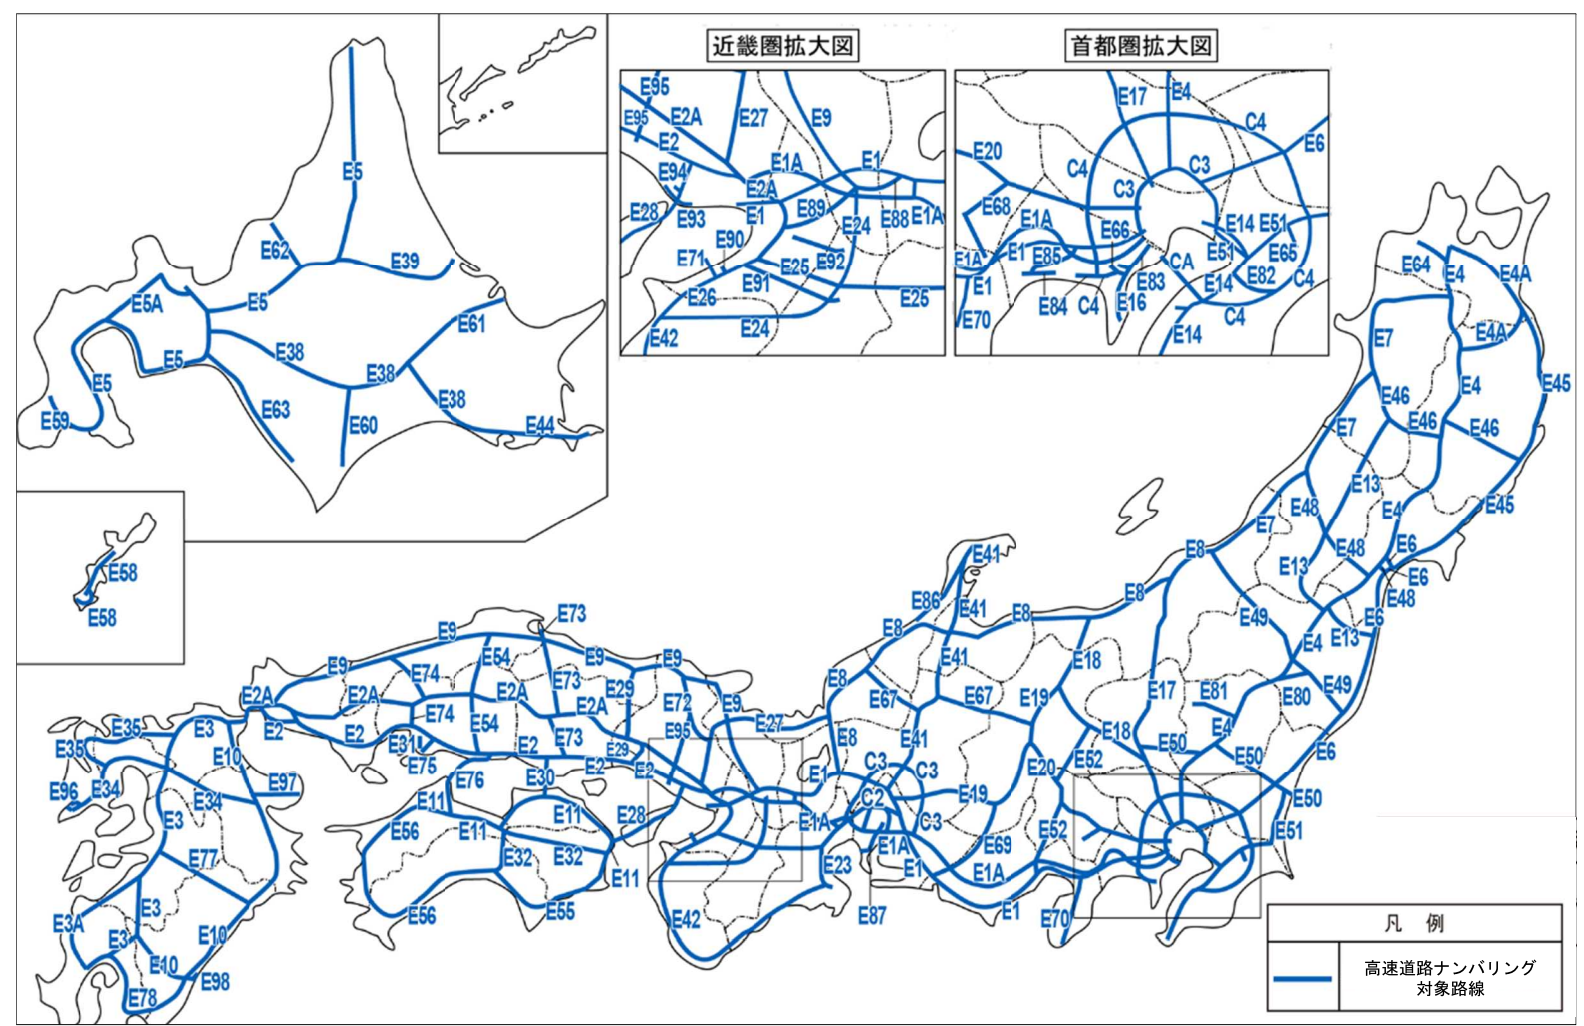 近畿圏拡大図
首都圏拡大図
E5
E62
E39
E5A
E5
E61
E38
E38
E5
E5
E63
E38
E59
E60
E44
E58
E58
E95
E95
E2A
E27
E9
E2
E94
E1A
E1
E2A
E28
E93
E1
E89
E24
E88
E1A
E90
E71
E25
E92
E91
E26
E25
E24
E42
E17
E4
C4
E6
E20
C4
C3
C3
E68
E1A
E66
E14
E51
E1
E85
E51
E65
E1A
CA
E1
E83
E14
E82
C4
E84
C4
E16
E70
C4
E14
E64
E4
E4A
E7
E4A
E46
E4
E45
E7
E46
E46
E13
E48
E4
E45
E7
E8
E48
E6
E13
E6
E48
E41
E8
E86
E41
E8
E49
E6
E8
E4
E13
E73
E9
E54
E9
E9
E41
E18
E9
E74
E73
E29
E8
E67
E67
E19
E17
E81
E80
E49
E2A
E2A
E2A
E2A
E72
E9
E74
E54
E95
E27
E4
E35
E3
E2
E2
E31
E2
E73
E29
E8
E41
E18
E50
E50
E6
E35
E10
E75
E2
E2
C3
C3
E20
E52
E76
E30
E1
E96
E34
E97
E34
E11
E11
E28
C2
E19
E50
E3
E56
E11
E1A
C3
E52
E51
E77
E32
E32
E1A
E69
E11
E23
E1
E1A
E3A
E3
E56
E55
E42
E87
E1
E70
E3
E10
E10
E98
E78
凡 例
高速道路ナンバリング
対象路線